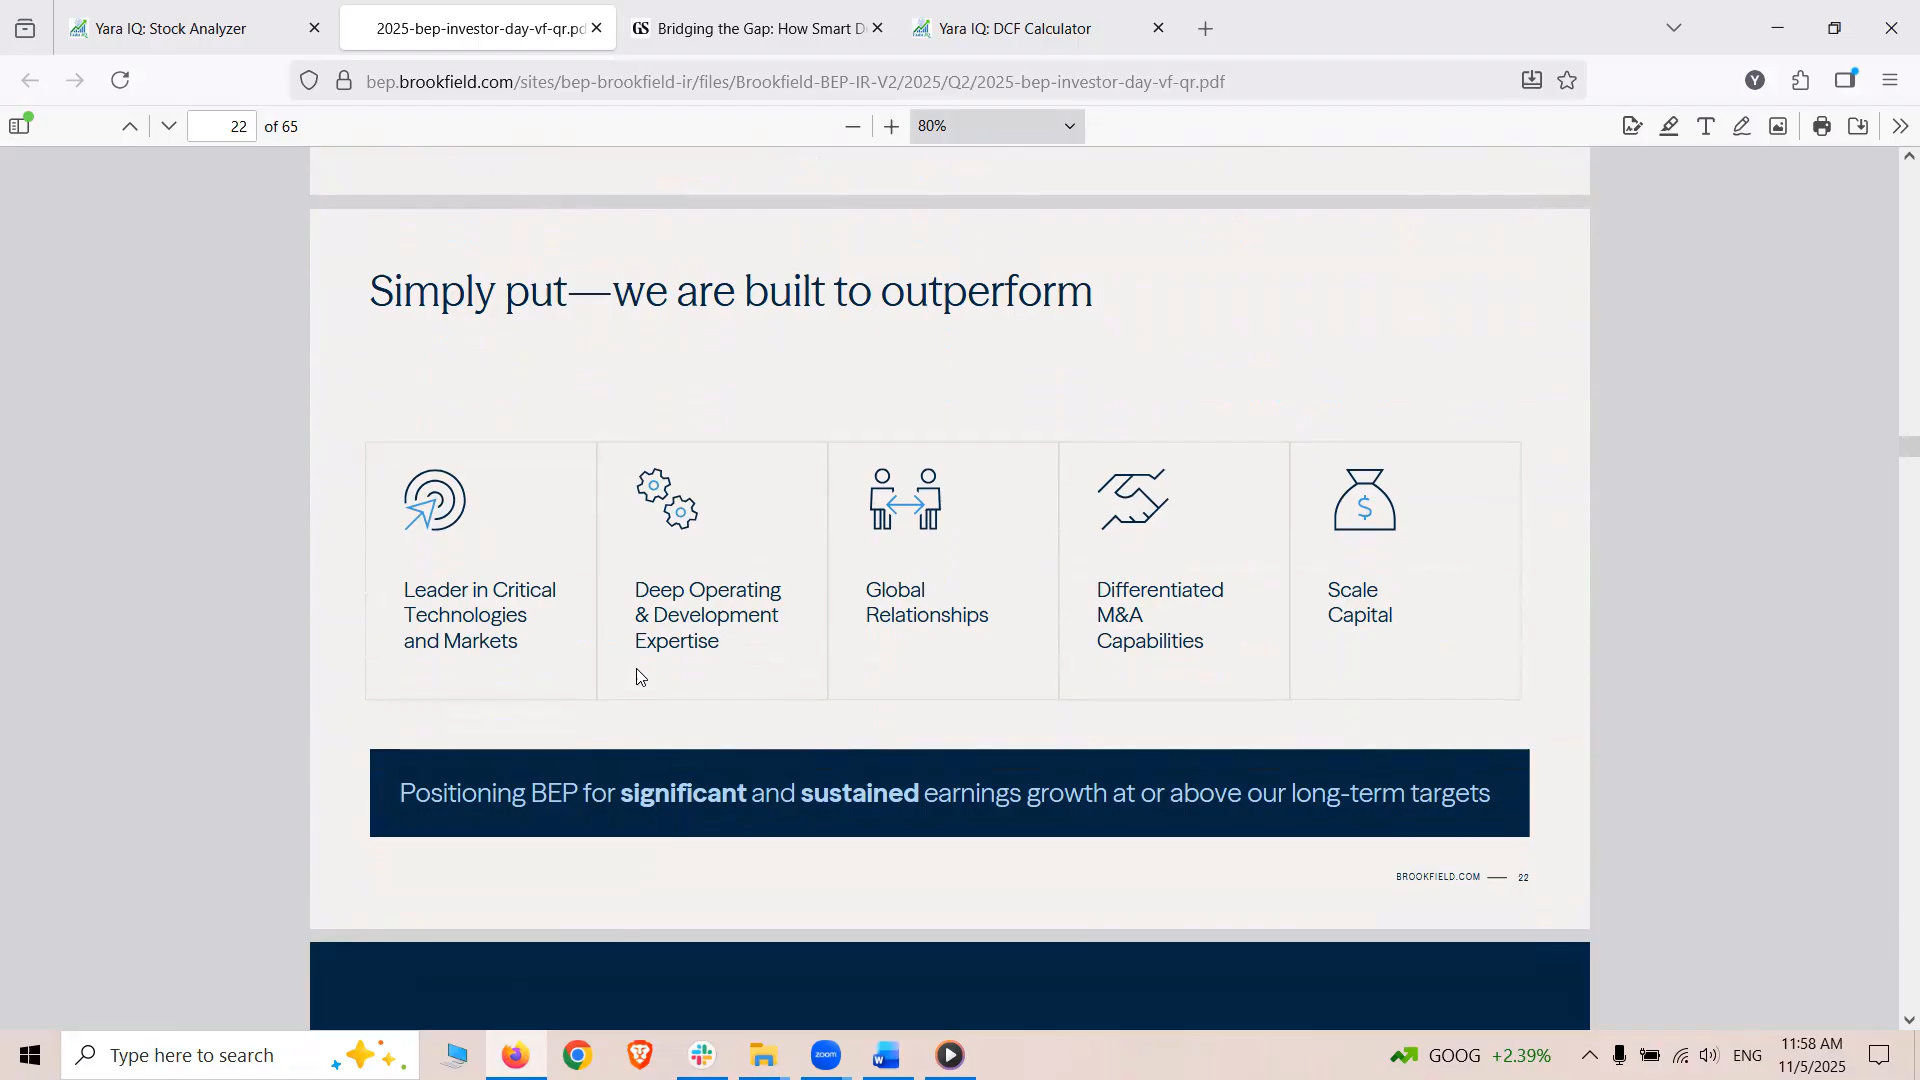 Yara IQ: Stock Analyzer
2025-bep-investor-day-vf-qr.pd
GS Bridging the Gap: How Smart D
Yara IQ: DCF Calculator
bep.brookfield.com/sites/bep-brookfield-ir/files/Brookfield-BEP-IR-V2/2025/Q2/2025-bep-investor-day-vf-qr.pdf
Y
22 of 65
80%
Simply put—we are built to outperform
Leader in Critical
Technologies
and Markets
Deep Operating
& Development
Expertise
Global
Relationships
Differentiated
M&A
Capabilities
$
Scale
Capital
Positioning BEP for significant and sustained earnings growth at or above our long-term targets
BROOKFIELD.COM — 22
Type here to search
zoom
W
GOOG +2.39%
ENG
11:58 AM
11/5/2025